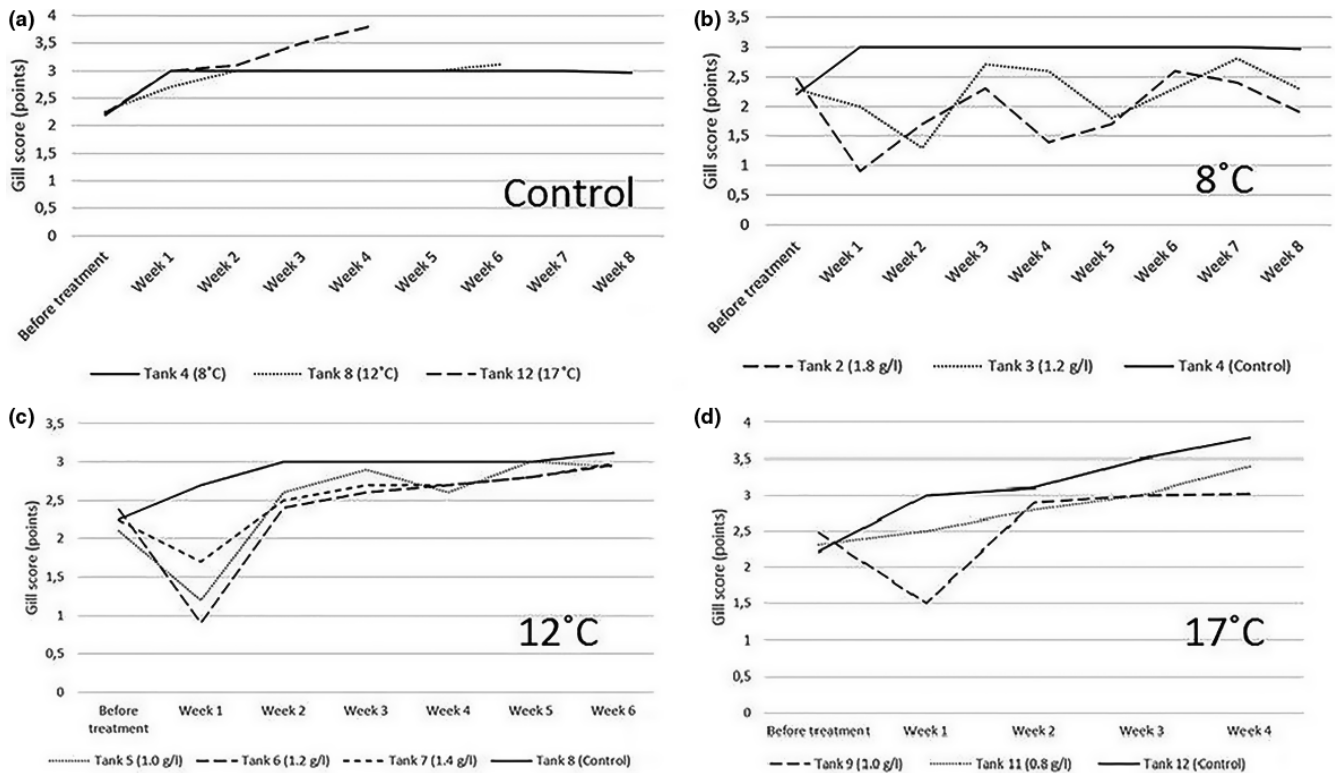 (a)
4
3,5
3
2,5
2
1,5
1
0,5
0
Gill score (points)
Control
Before treatment
Week 1
Week 2
Week 3
Week 4
Week 5
Week 6
Week 7
Week 8
Tank 4 (8˚C)
Tank 8 (12˚C)
Tank 12 (17˚C)
(b)
3,5
3
2,5
2
1,5
1
0,5
0
Gill score (points)
8˚C
Before treatment
Week 1
Week 2
Week 3
Week 4
Week 5
Week 6
Week 7
Week 8
Tank 2 (1.8 g/l)
Tank 3 (1.2 g/l)
Tank 4 (Control)
(c)
3,5
3
2,5
2
1,5
1
0,5
0
Gill score (points)
12˚C
Before
treatment
Week 1
Week 2
Week 3
Week 4
Week 5
Week 6
Tank 5 (1.0 g/l)
Tank 6 (1.2 g/l)
Tank 7 (1.4 g/l)
Tank 8 (Control)
(d)
4
3,5
3
2,5
2
1,5
1
0,5
0
Gill score (points)
17˚C
Before treatment
Week 1
Week 2
Week 3
Week 4
Tank 9 (1.0 g/l)
Tank 11 (0.8 g/l)
Tank 12 (Control)